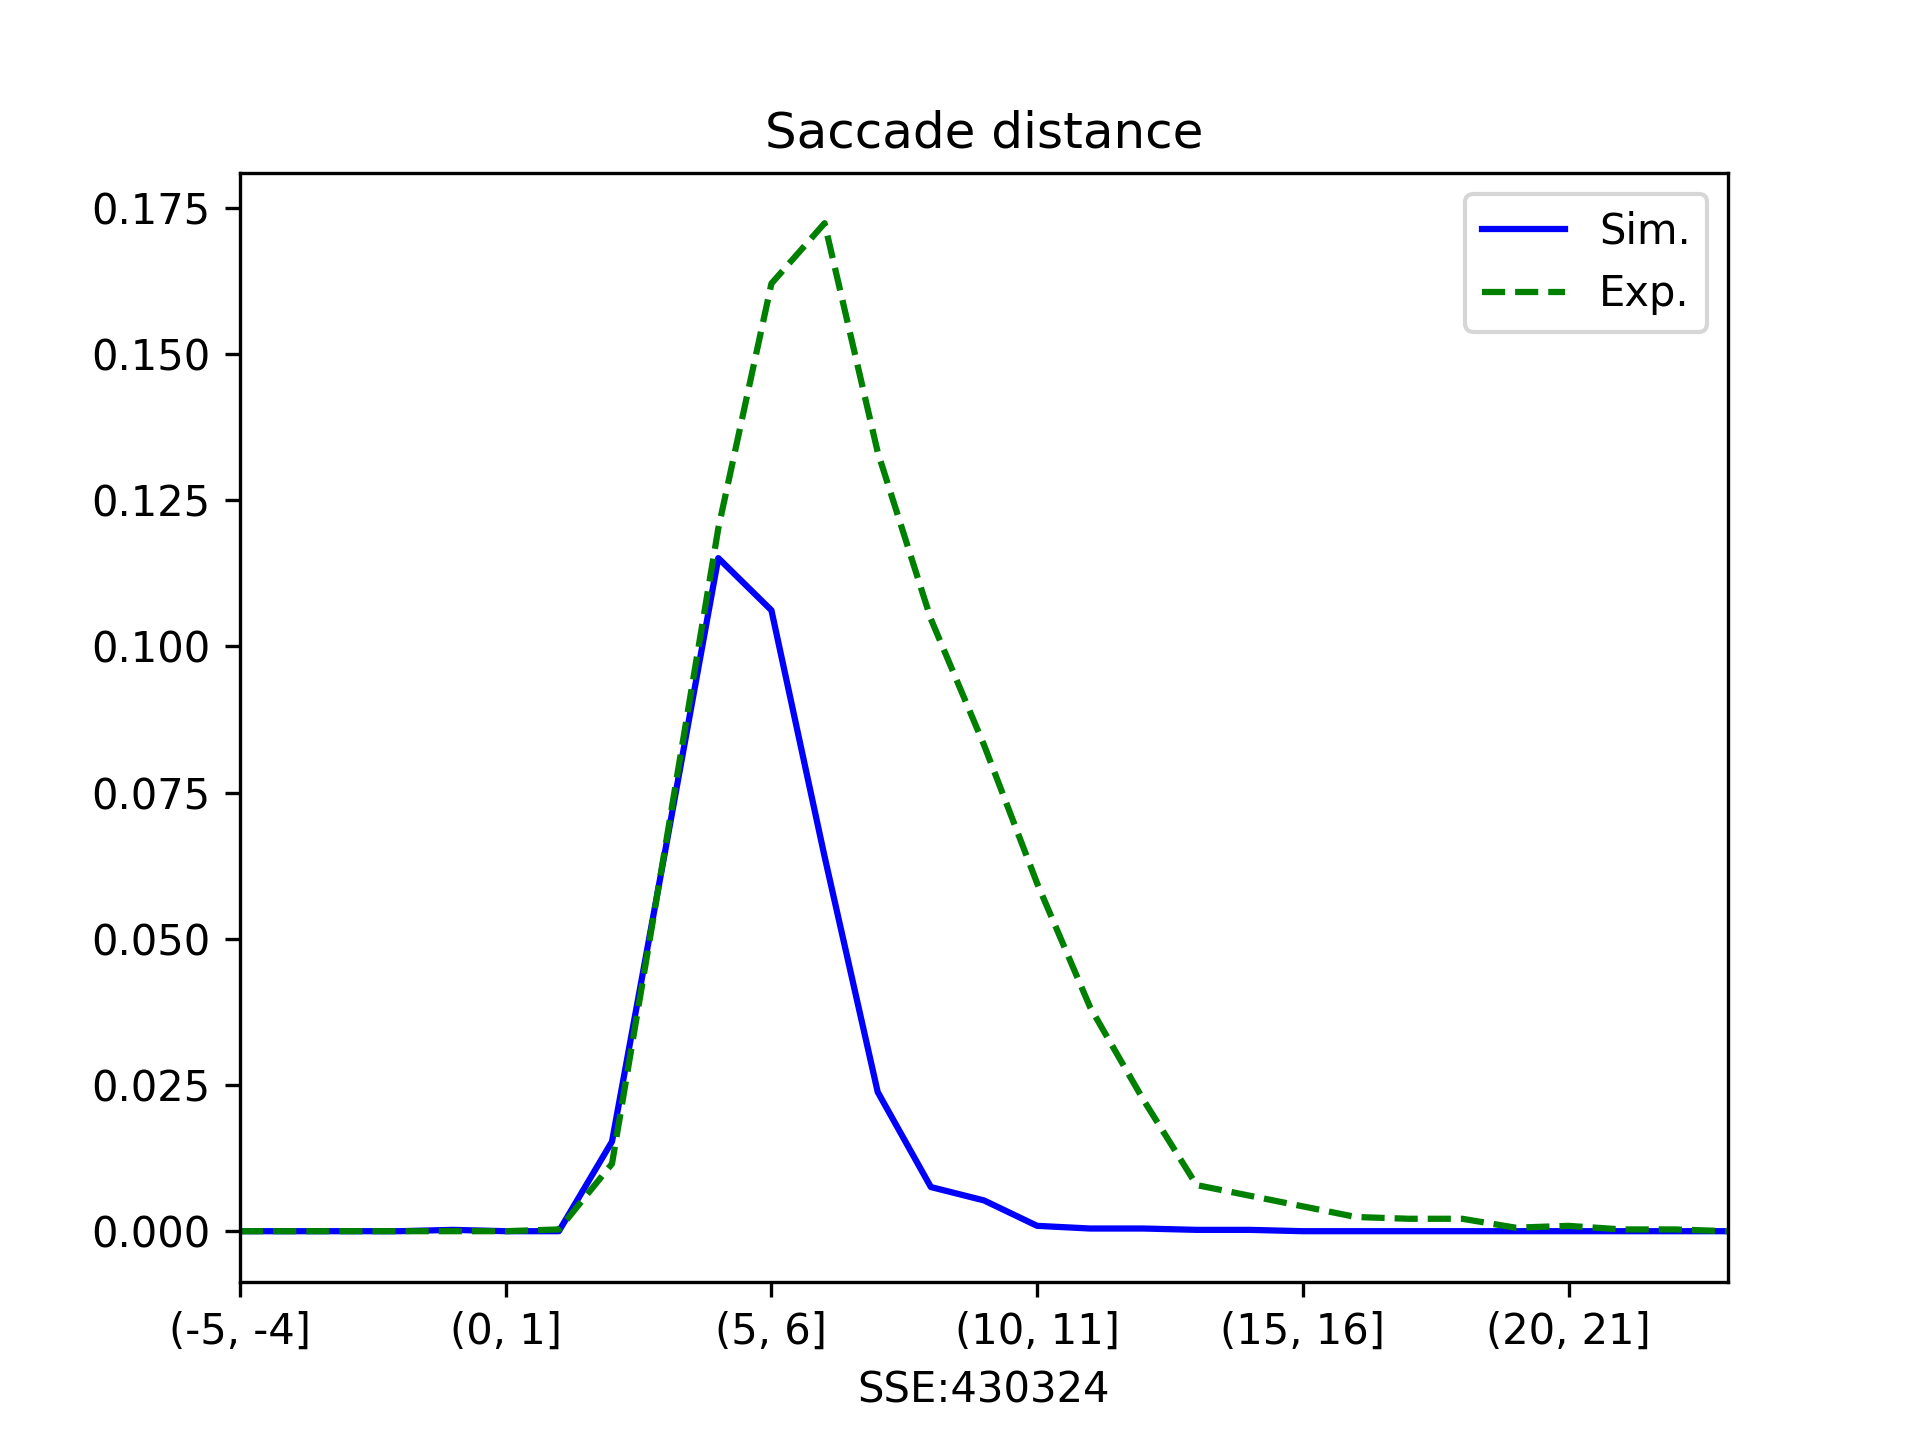 Saccade distance
0.175
0.150
0.125
0.100
0.075
0.050
0.025
0.000
Sim.
Exp.
(-5, -4] (0, 1] (5, 6] (10, 11] (15, 16] (20, 21]
SSE:430324